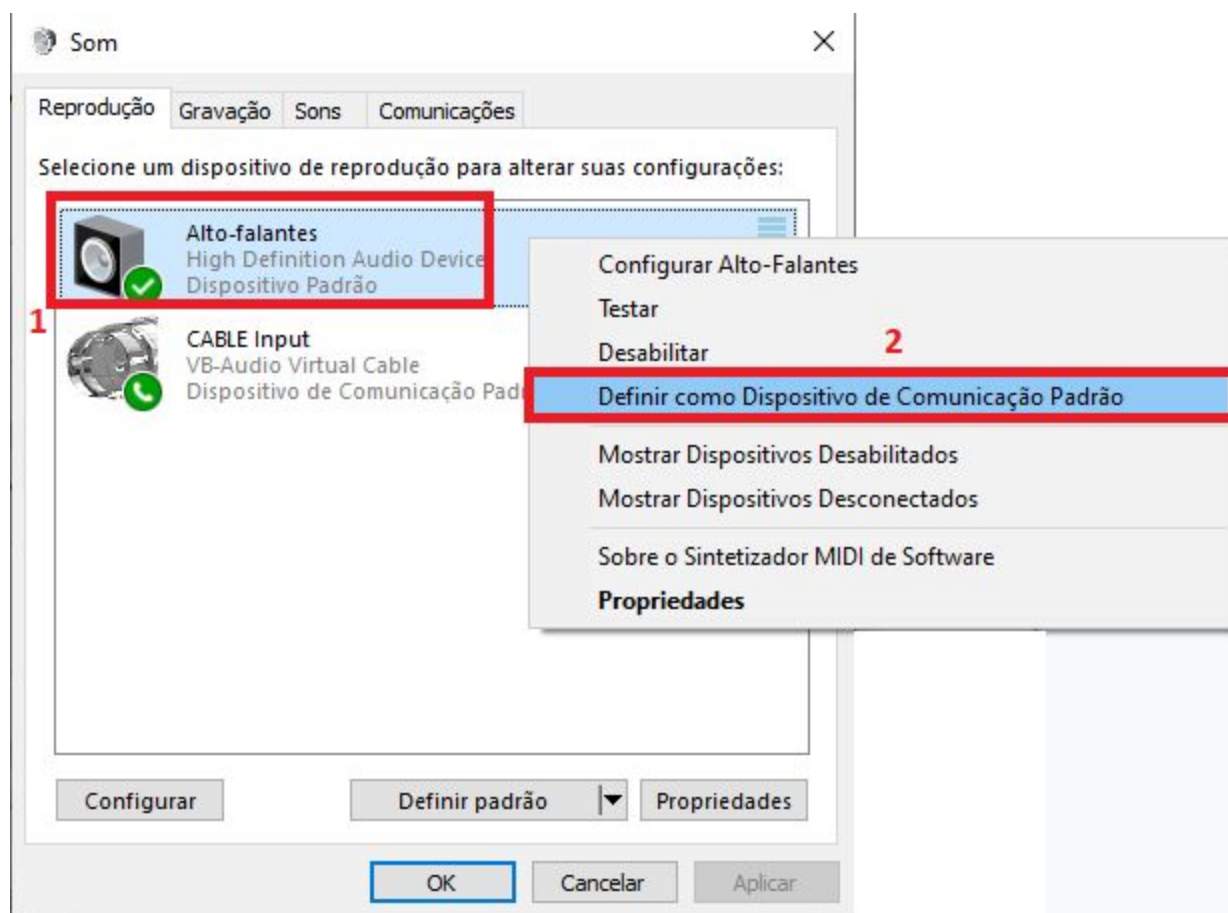 Som
Reprodução Gravação Sons Comunicações
Selecione um dispositivo de reprodução para alterar suas configurações:
Alto-falantes
High Definition Audio Device
Dispositivo Padrão
1
CABLE Input
VB-Audio Virtual Cable
Dispositivo de Comunicação Padr
Configurar Alto-Falantes
Testar
2
Desabilitar
Definir como Dispositivo de Comunicação Padrão
Mostrar Dispositivos Desabilitados
Mostrar Dispositivos Desconectados
Sobre o Sintetizador MIDI de Software
Propriedades
Configurar Definir padrão Propriedades
OK Cancelar Aplicar